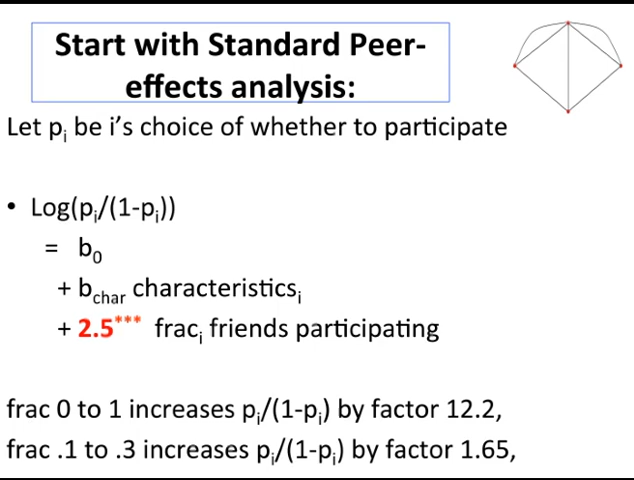 Start with Standard Peer-
effects analysis:
Let pᵢ be i’s choice of whether to participate
• Log(pᵢ/(1-pᵢ))
= b₀
+ b_char characteristicsᵢ
+ 2.5*** fracᵢ friends participating
frac 0 to 1 increases pᵢ/(1-pᵢ) by factor 12.2,
frac .1 to .3 increases pᵢ/(1-pᵢ) by factor 1.65,